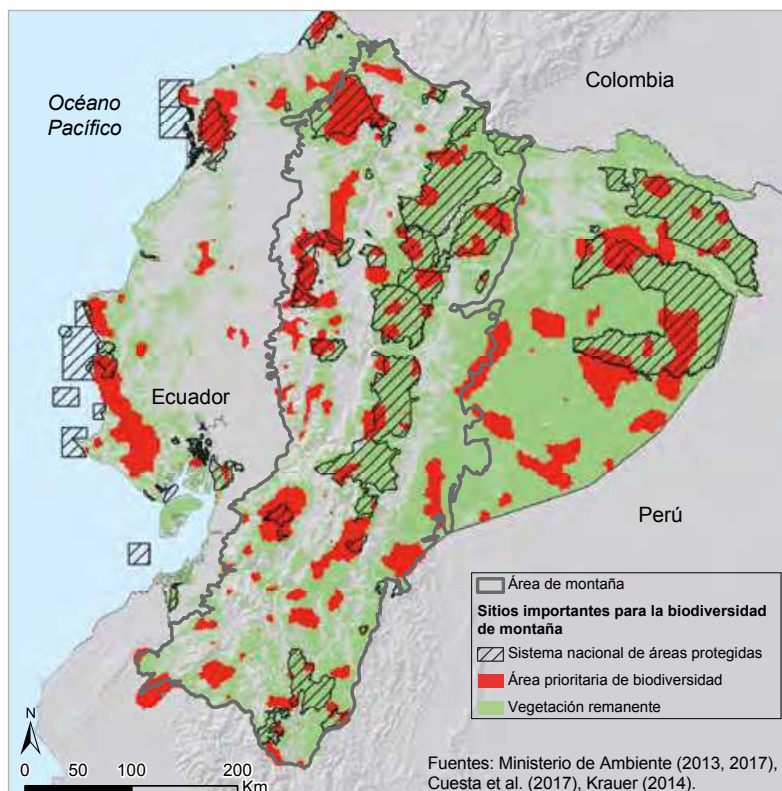 Océano
Pacífico
Colombia
Ecuador
Perú
Área de montaña
Sitios importantes para la biodiversidad
de montaña
Sistema nacional de áreas protegidas
Área prioritaria de biodiversidad
Vegetación remanente
N
0 50 100 200
Km
Fuentes: Ministerio de Ambiente (2013, 2017),
Cuesta et al. (2017), Krauer (2014).